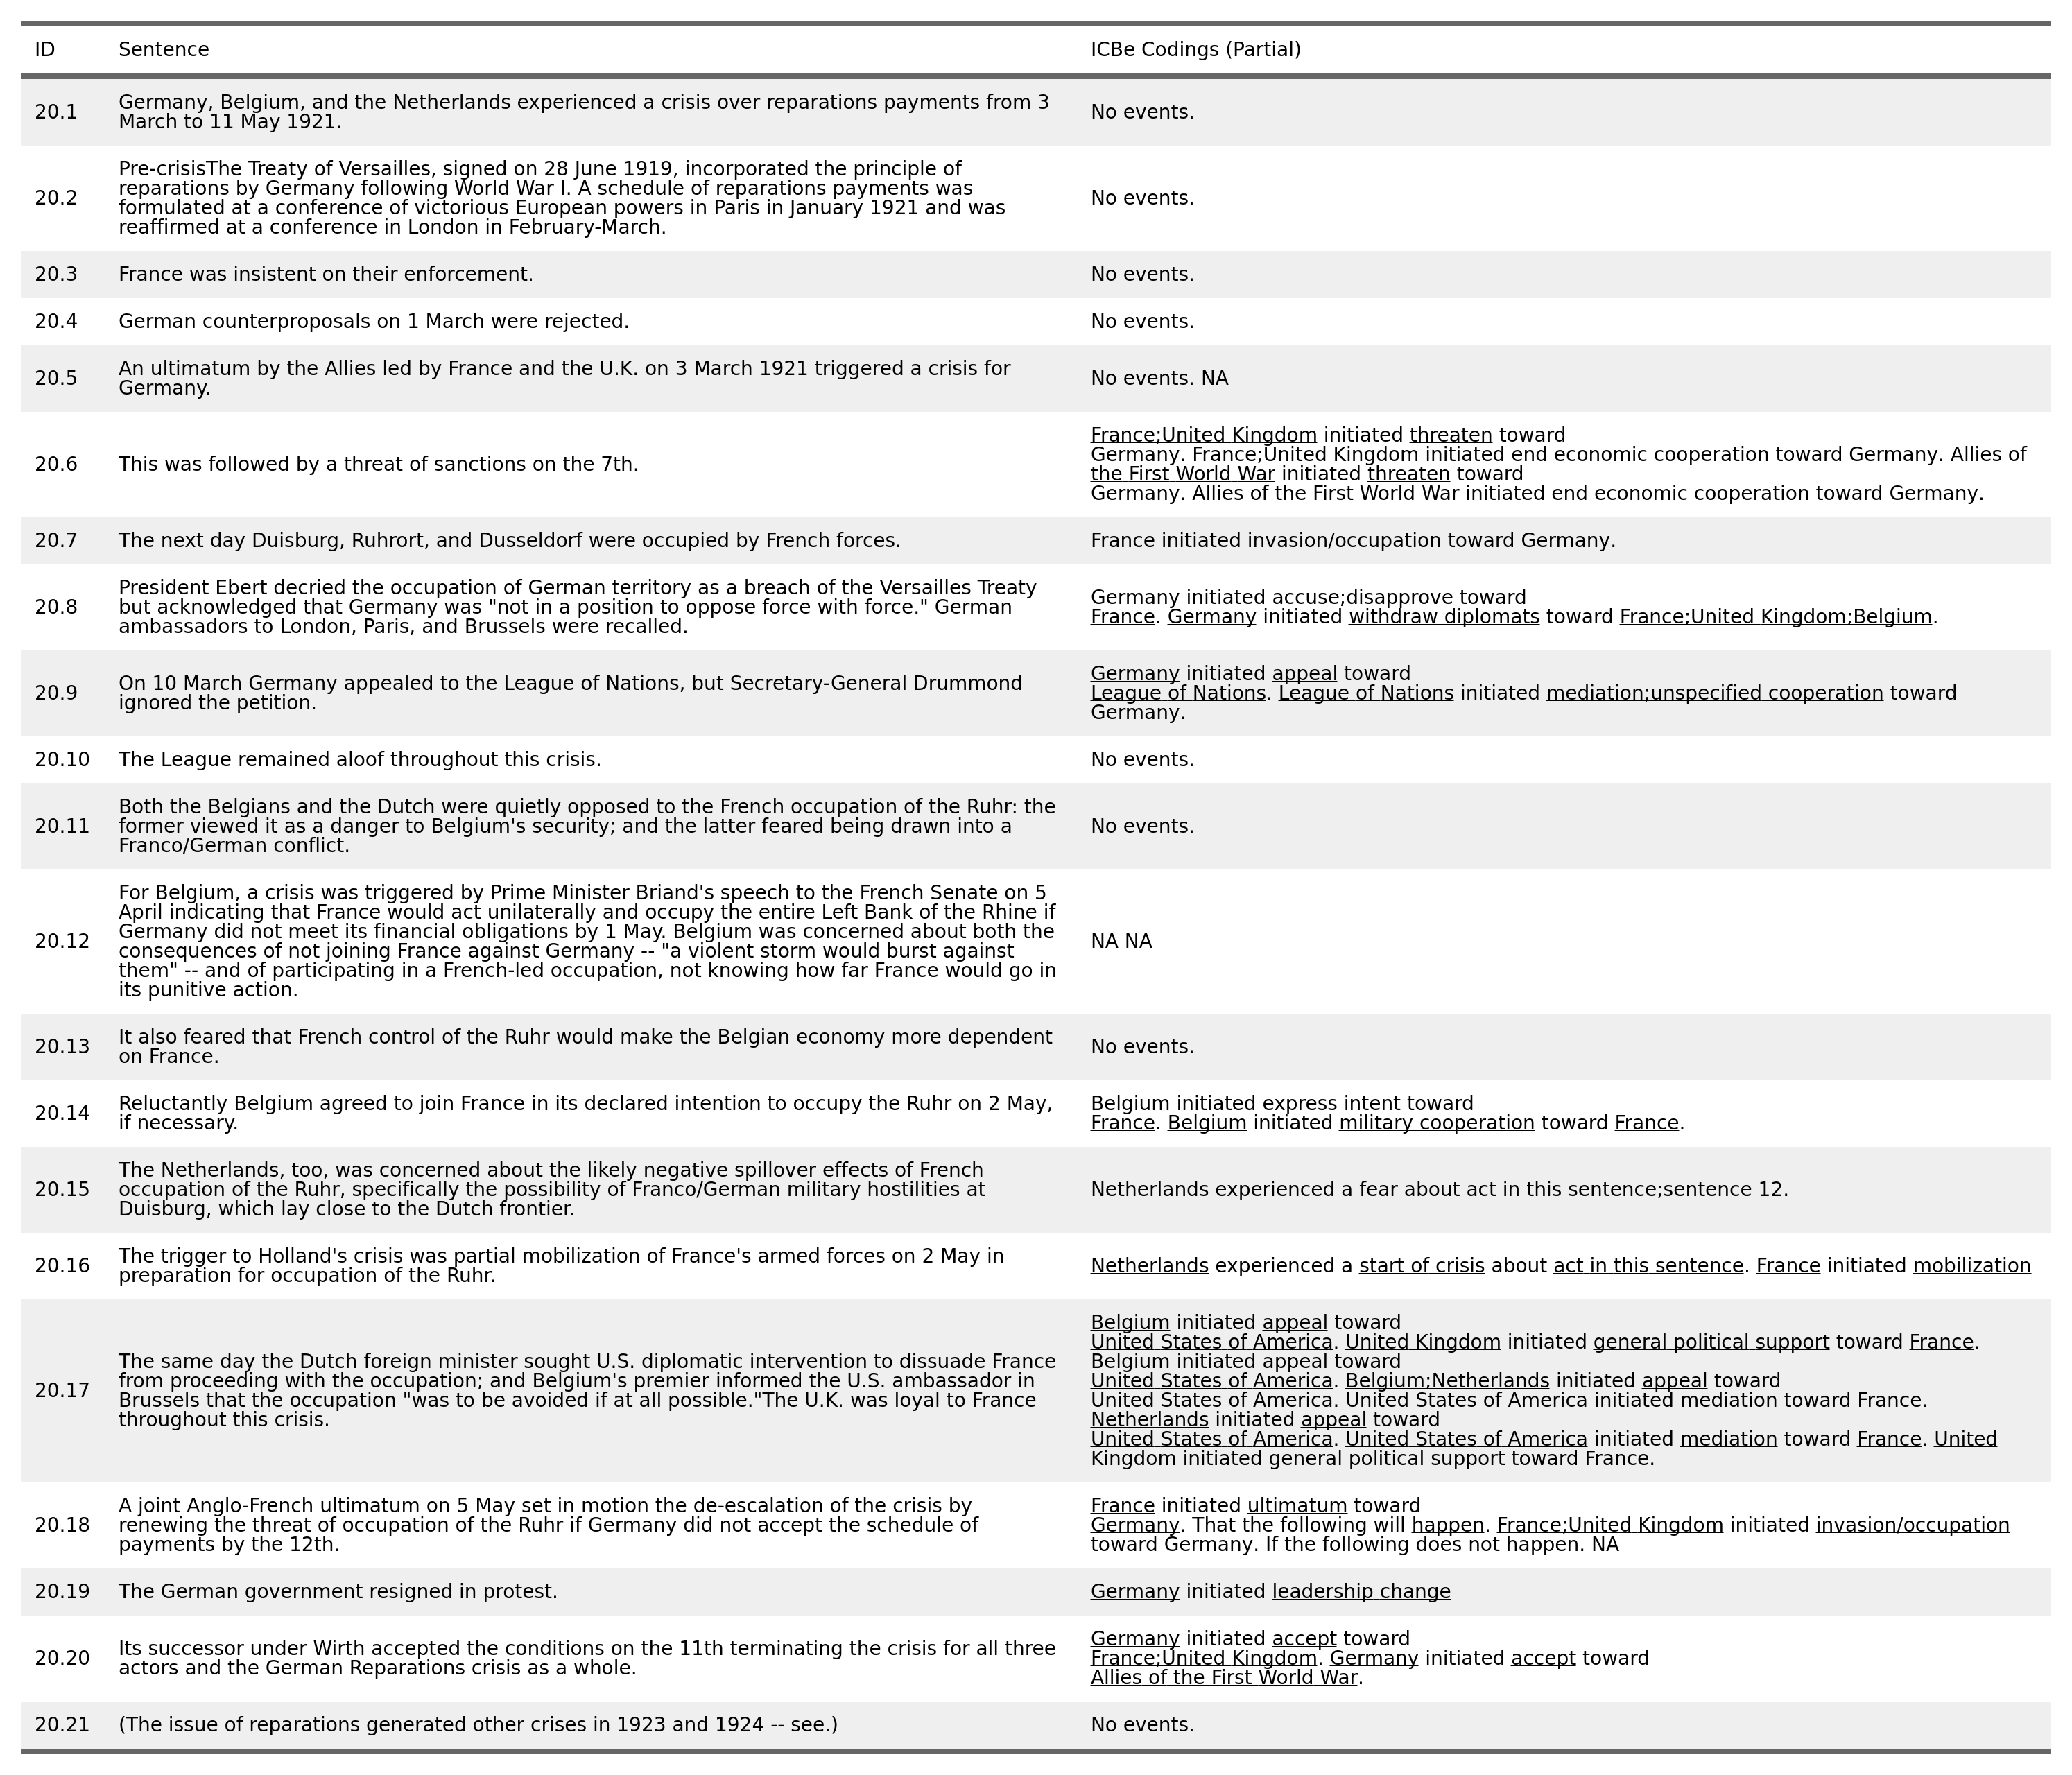 ID Sentence ICBe Codings (Partial)
20.1 Germany, Belgium, and the Netherlands experienced a crisis over reparations payments from 3
March to 11 May 1921.
No events.
20.2 Pre-crisisThe Treaty of Versailles, signed on 28 June 1919, incorporated the principle of
reparations by Germany following World War I. A schedule of reparations payments was
formulated at a conference of victorious European powers in Paris in January 1921 and was
reaffirmed at a conference in London in February-March.
No events.
20.3 France was insistent on their enforcement.
No events.
20.4 German counterproposals on 1 March were rejected.
No events.
20.5 An ultimatum by the Allies led by France and the U.K. on 3 March 1921 triggered a crisis for
Germany.
No events. NA
20.6 This was followed by a threat of sanctions on the 7th.
France;United Kingdom initiated threaten toward
Germany. France;United Kingdom initiated end economic cooperation toward Germany. Allies of
the First World War initiated threaten toward
Germany. Allies of the First World War initiated end economic cooperation toward Germany.
20.7 The next day Duisburg, Ruhrort, and Dusseldorf were occupied by French forces.
France initiated invasion/occupation toward Germany.
20.8 President Ebert decried the occupation of German territory as a breach of the Versailles Treaty
but acknowledged that Germany was "not in a position to oppose force with force." German
ambassadors to London, Paris, and Brussels were recalled.
Germany initiated accuse;disapprove toward
France. Germany initiated withdraw diplomats toward France;United Kingdom;Belgium.
20.9 On 10 March Germany appealed to the League of Nations, but Secretary-General Drummond
ignored the petition.
Germany initiated appeal toward
League of Nations. League of Nations initiated mediation;unspecified cooperation toward
Germany.
20.10 The League remained aloof throughout this crisis.
No events.
20.11 Both the Belgians and the Dutch were quietly opposed to the French occupation of the Ruhr: the
former viewed it as a danger to Belgium's security; and the latter feared being drawn into a
Franco/German conflict.
No events.
20.12 For Belgium, a crisis was triggered by Prime Minister Briand's speech to the French Senate on 5
April indicating that France would act unilaterally and occupy the entire Left Bank of the Rhine if
Germany did not meet its financial obligations by 1 May. Belgium was concerned about both the
consequences of not joining France against Germany -- "a violent storm would burst against
them" -- and of participating in a French-led occupation, not knowing how far France would go in
its punitive action.
NA NA
20.13 It also feared that French control of the Ruhr would make the Belgian economy more dependent
on France.
No events.
20.14 Reluctantly Belgium agreed to join France in its declared intention to occupy the Ruhr on 2 May,
if necessary.
Belgium initiated express intent toward
France. Belgium initiated military cooperation toward France.
20.15 The Netherlands, too, was concerned about the likely negative spillover effects of French
occupation of the Ruhr, specifically the possibility of Franco/German military hostilities at
Duisburg, which lay close to the Dutch frontier.
Netherlands experienced a fear about act in this sentence;sentence 12.
20.16 The trigger to Holland's crisis was partial mobilization of France's armed forces on 2 May in
preparation for occupation of the Ruhr.
Netherlands experienced a start of crisis about act in this sentence. France initiated mobilization
20.17 The same day the Dutch foreign minister sought U.S. diplomatic intervention to dissuade France
from proceeding with the occupation; and Belgium's premier informed the U.S. ambassador in
Brussels that the occupation "was to be avoided if at all possible."The U.K. was loyal to France
throughout this crisis.
Belgium initiated appeal toward
United States of America. United Kingdom initiated general political support toward France.
Belgium initiated appeal toward
United States of America. Belgium;Netherlands initiated appeal toward
United States of America. United States of America initiated mediation toward France.
Netherlands initiated appeal toward
United States of America. United States of America initiated mediation toward France. United
Kingdom initiated general political support toward France.
20.18 A joint Anglo-French ultimatum on 5 May set in motion the de-escalation of the crisis by
renewing the threat of occupation of the Ruhr if Germany did not accept the schedule of
payments by the 12th.
France initiated ultimatum toward
Germany. That the following will happen. France;United Kingdom initiated invasion/occupation
toward Germany. If the following does not happen. NA
20.19 The German government resigned in protest.
Germany initiated leadership change
20.20 Its successor under Wirth accepted the conditions on the 11th terminating the crisis for all three
actors and the German Reparations crisis as a whole.
Germany initiated accept toward
France;United Kingdom. Germany initiated accept toward
Allies of the First World War.
20.21 (The issue of reparations generated other crises in 1923 and 1924 -- see.)
No events.